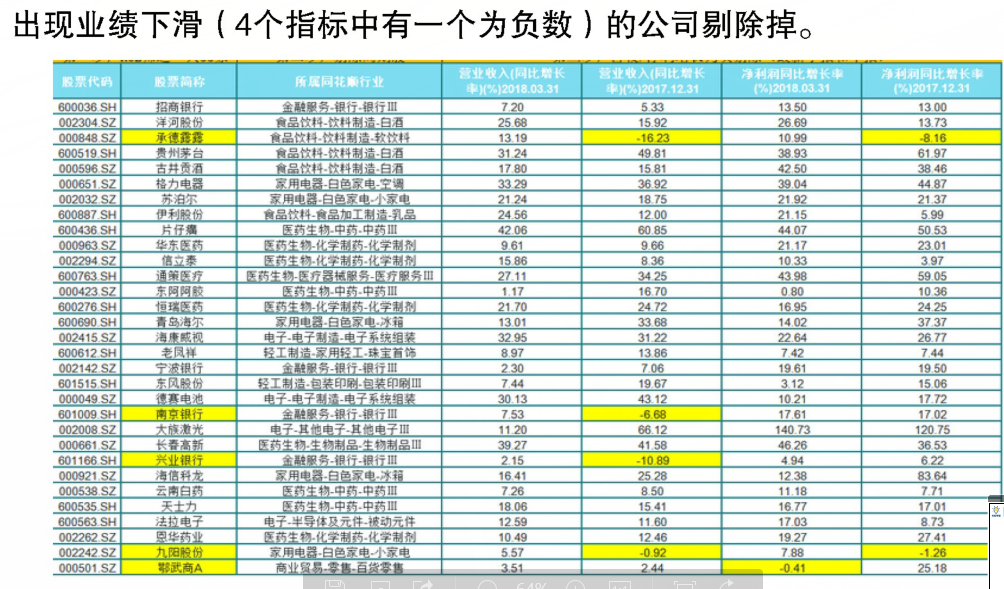 出现业绩下滑（4个指标中有一个为负数）的公司剔除掉。
股票代码 股票简称 所属同花顺行业 营业收入(同比增长率)(%)2018.03.31 营业收入(同比增长率)(%)2017.12.31 净利润同比增长率(%)2018.03.31 净利润同比增长率(%)2017.12.31
600036.SH 招商银行 金融服务-银行-银行Ⅲ 7.20 5.33 13.50 13.00
002304.SZ 洋河股份 食品饮料-饮料制造-白酒 25.68 15.92 26.69 13.73
000848.SZ 承德露露 食品饮料-饮料制造-软饮料 13.19 -16.23 10.99 -8.16
600519.SH 贵州茅台 食品饮料-饮料制造-白酒 31.24 49.81 38.93 61.97
000596.SZ 古井贡酒 食品饮料-饮料制造-白酒 17.80 15.81 42.50 38.46
000651.SZ 格力电器 家用电器-白色家电-空调 33.29 36.92 39.04 44.87
002032.SZ 苏泊尔 家用电器-白色家电-小家电 21.24 18.75 21.92 21.37
600887.SH 伊利股份 食品饮料-食品加工制造-乳品 24.56 12.00 21.15 5.99
600436.SH 片仔癀 医药生物-中药-中药Ⅲ 42.06 60.85 44.07 50.53
000963.SZ 华东医药 医药生物-化学制药-化学制剂 9.61 9.66 21.17 23.01
002294.SZ 信立泰 医药生物-化学制药-化学制剂 15.86 8.36 10.33 3.97
600763.SH 通策医疗 医药生物-医疗器械服务-医疗服务Ⅲ 27.11 34.25 43.98 59.05
000423.SZ 东阿阿胶 医药生物-中药-中药Ⅲ 1.17 16.70 0.80 10.36
600276.SH 恒瑞医药 医药生物-化学制药-化学制剂 21.70 24.72 16.95 24.25
600690.SH 青岛海尔 家用电器-白色家电-冰箱 13.01 33.68 14.02 37.37
002415.SZ 海康威视 电子-电子制造-电子系统组装 32.95 31.22 22.64 26.77
600612.SH 老凤祥 轻工制造-家用轻工-珠宝首饰 8.97 13.86 7.42 7.44
002142.SZ 宁波银行 金融服务-银行-银行Ⅲ 2.30 7.06 19.61 19.50
601515.SH 东风股份 轻工制造-包装印刷-包装印刷Ⅲ 7.44 19.67 3.12 15.06
000049.SZ 德赛电池 电子-电子制造-电子系统组装 30.13 43.12 10.21 17.72
601009.SH 南京银行 金融服务-银行-银行Ⅲ 7.53 -6.68 17.61 17.02
002008.SZ 大族激光 电子-其他电子-其他电子Ⅲ 11.20 66.12 140.73 120.75
000661.SZ 长春高新 医药生物-生物制品-生物制品Ⅲ 39.27 41.58 46.26 36.53
601166.SH 兴业银行 金融服务-银行-银行Ⅲ 2.15 -10.89 4.94 6.22
000921.SZ 海信科龙 家用电器-白色家电-冰箱 16.41 25.28 12.38 83.64
000538.SZ 云南白药 医药生物-中药-中药Ⅲ 7.26 8.50 11.18 7.71
600535.SH 天士力 医药生物-中药-中药Ⅲ 18.06 15.41 16.77 17.01
600563.SH 法拉电子 电子-半导体及元件-被动元件 12.59 11.60 17.03 8.73
002262.SZ 恩华药业 医药生物-化学制药-化学制剂 10.49 12.46 19.27 27.41
002242.SZ 九阳股份 家用电器-白色家电-小家电 5.57 -0.92 7.88 -1.26
000501.SZ 鄂武商A 商业贸易-零售-百货零售 3.51 2.44 -0.41 25.18